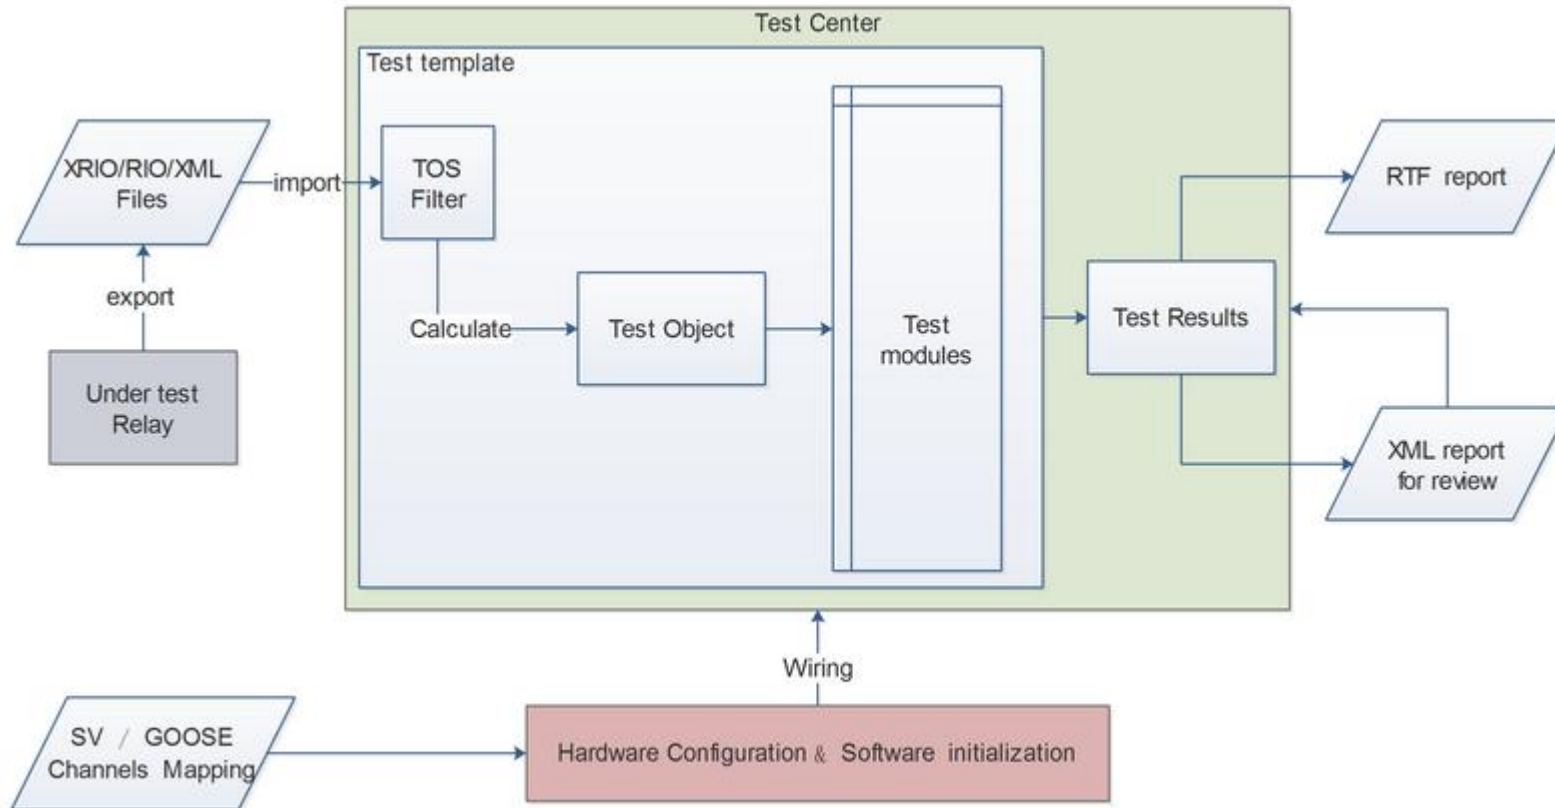 Test Center
Test template
XRIO/RIO/XML
Files
import
TOS
Filter
RTF report
export
Calculate
Test Object
Test
modules
Test Results
Under test
Relay
XML report
for review
Wiring
SV / GOOSE
Channels Mapping
Hardware Configuration & Software initialization